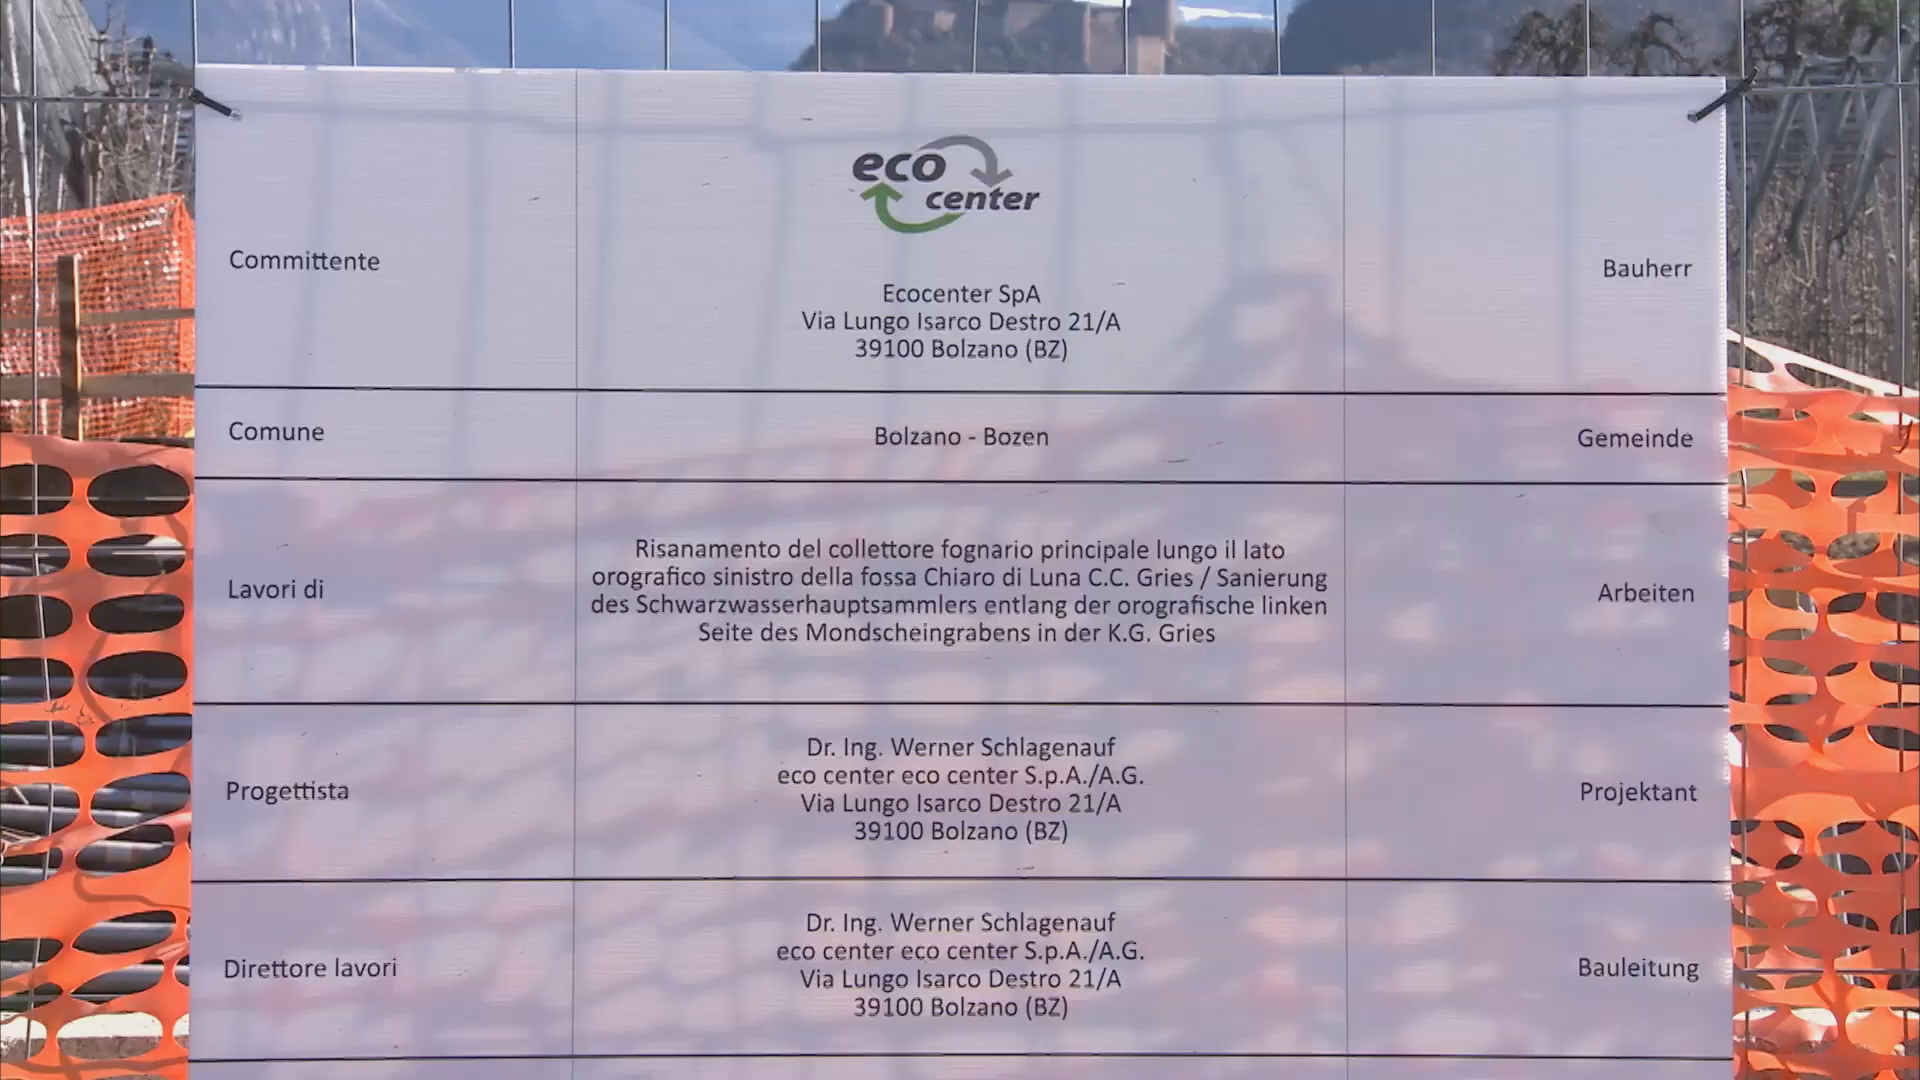 eco
center
Committente
Ecocenter SpA
Via Lungo Isarco Destro 21/A
39100 Bolzano (BZ)
Bauherr
Comune
Bolzano - Bozen
Gemeinde
Lavori di
Risanamento del collettore fognario principale lungo il lato
orografico sinistro della fossa Chiaro di Luna C.C. Gries / Sanierung
des Schwarzwasserhauptsammlers entlang der orografische linken
Seite des Mondscheingrabens in der K.G. Gries
Arbeiten
Progettista
Dr. Ing. Werner Schlagenauf
eco center eco center S.p.A./A.G.
Via Lungo Isarco Destro 21/A
39100 Bolzano (BZ)
Projektant
Direttore lavori
Dr. Ing. Werner Schlagenauf
eco center eco center S.p.A./A.G.
Via Lungo Isarco Destro 21/A
39100 Bolzano (BZ)
Bauleitung